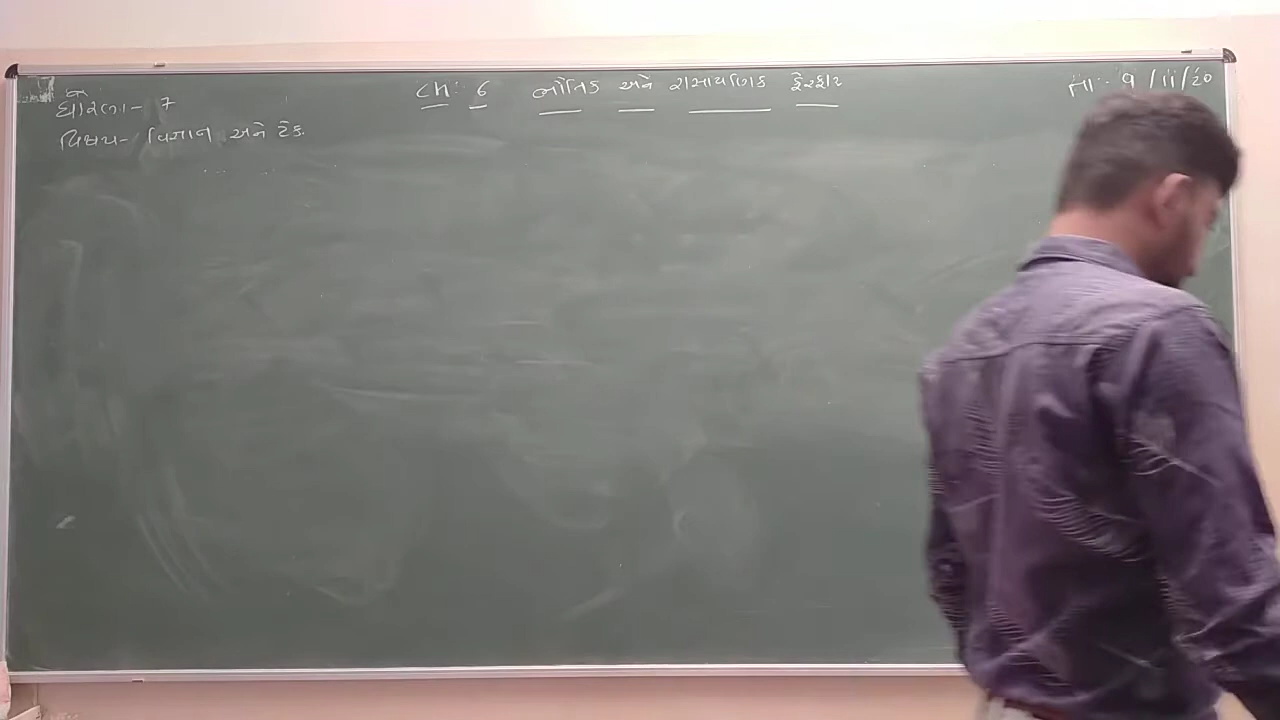 ધોરણ - 7
CH : 6 ભૌતિક અને રાસાયણિક ફેરફાર
તા - 9 / 11 / 20
વિષય - વિજ્ઞાન અને ટેક.